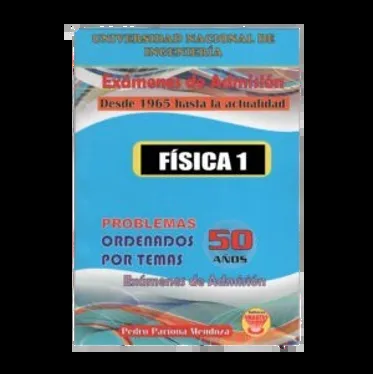 UNIVERSIDAD NACIONAL DE
INGENIERÍA
Exámenes de Admisión
Desde 1965 hasta la actualidad
FÍSICA 1
PROBLEMAS
ORDENADOS
POR TEMAS
50
AÑOS
Exámenes de Admisión
Pedro Pariona Mendoza